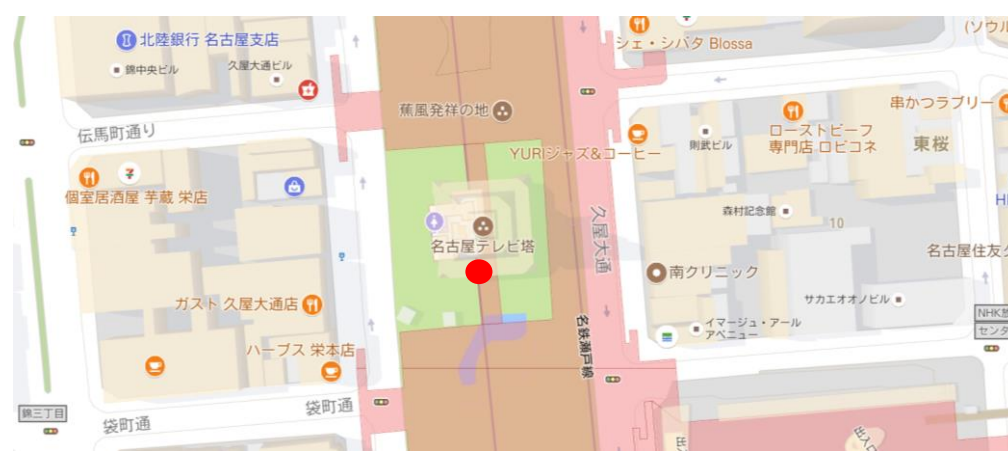 北陸銀行 名古屋支店
錦中央ビル
久屋大通ビル
伝馬町通り
個室居酒屋 芋蔵 栄店
ガスト 久屋大通店
ハーブス 栄本店
袋町通
袋町通
錦三丁目
蕉風発祥の地
名古屋テレビ塔
久屋大通
名鉄瀬戸線
シェ・シバタ Blossa
(ソウル
串かつラブリー
YURIジャズ&コーヒー
則武ビル
ローストビーフ
専門店 ロビコネ
東桜
森村記念館
10
名古屋住友
南クリニック
サカエオオノビル
イマージュ・アール
アベニュー
NHK放
センタ
出入口
出